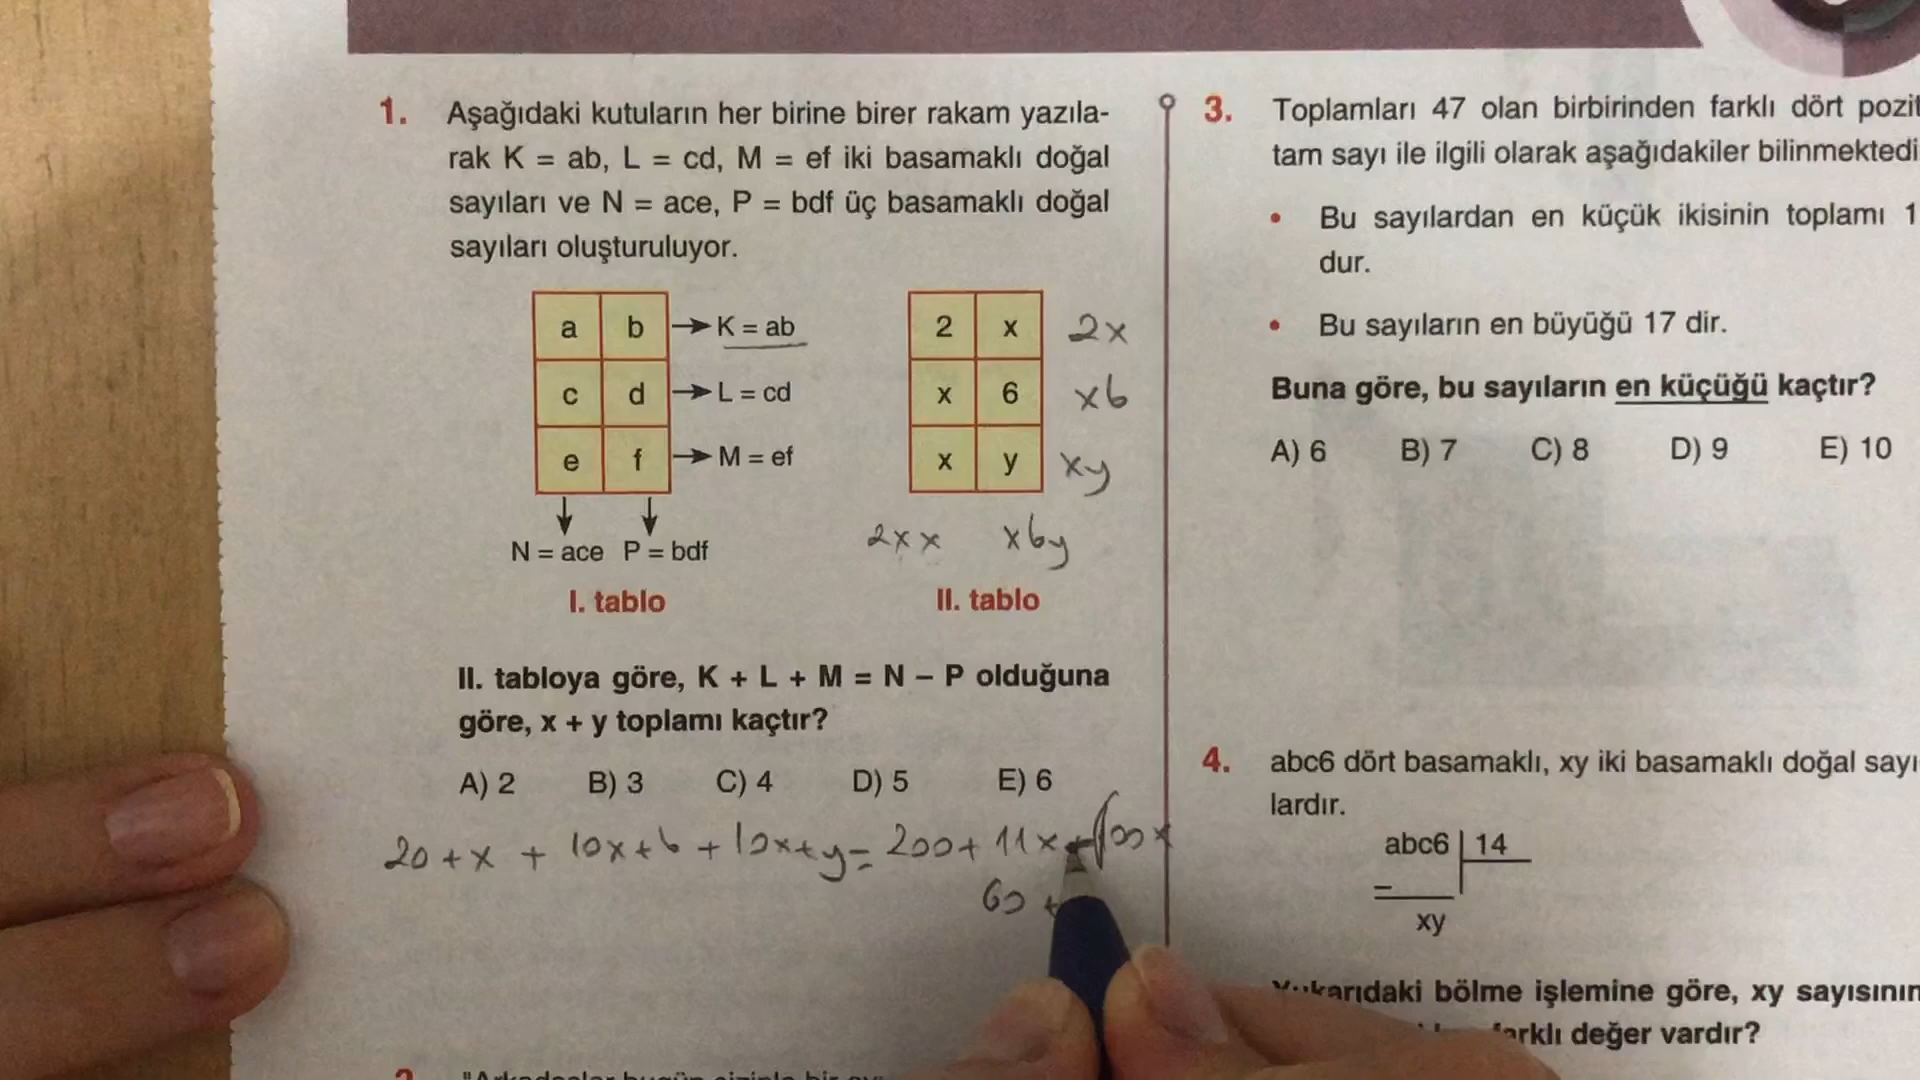 1. Aşağıdaki kutuların her birine birer rakam yazıla-
rak K = ab, L = cd, M = ef iki basamaklı doğal
sayıları ve N = ace, P = bdf üç basamaklı doğal
sayıları oluşturuluyor.
a b → K = ab
c d → L = cd
e f → M = ef
N = ace P = bdf
I. tablo
2 x 2x
x 6 x6
x y xy
2xx x6y
II. tablo
II. tabloya göre, K + L + M = N – P olduğuna
göre, x + y toplamı kaçtır?
A) 2 B) 3 C) 4 D) 5 E) 6
20 + x + 10x + 6 + 10x + y = 200 + 11x - (100x
60 +
3. Toplamları 47 olan birbirinden farklı dört
tam sayı ile ilgili olarak aşağıdakiler
• Bu sayılardan en küçük ikisinin toplamı
dur.
• Bu sayıların en büyüğü 17 dir.
Buna göre, bu sayıların en küçüğü kaçtır?
A) 6 B) 7 C) 8 D) 9 E) 10
4. abc6 dört basamaklı, xy iki basamaklı doğal
lardır.
abc6 14
–
xy
bölme işlemine göre, xy
değer vardır?